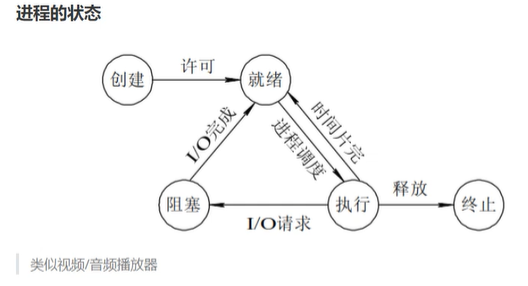 进程的状态
许可
创建
就绪
I/O完成
进程调度
时间片完
阻塞
执行
释放
终止
I/O请求
类似视频/音频播放器